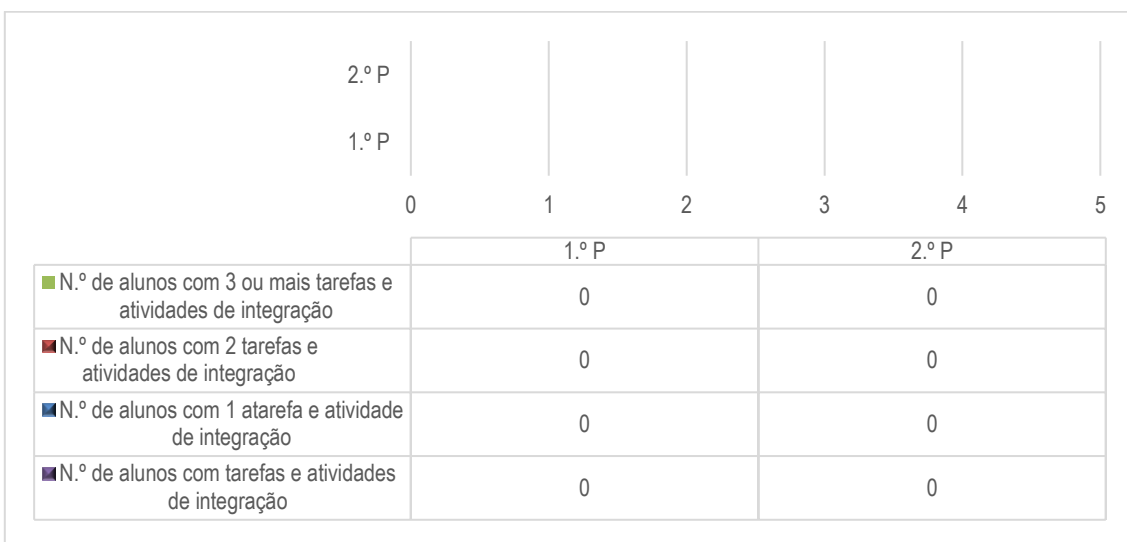 2.º P
1.º P
0 1 2 3 4 5
1.º P 2.º P
N.º de alunos com 3 ou mais tarefas e
atividades de integração 0 0
N.º de alunos com 2 tarefas e
atividades de integração 0 0
N.º de alunos com 1 atarefa e atividade
de integração 0 0
N.º de alunos com tarefas e atividades
de integração 0 0